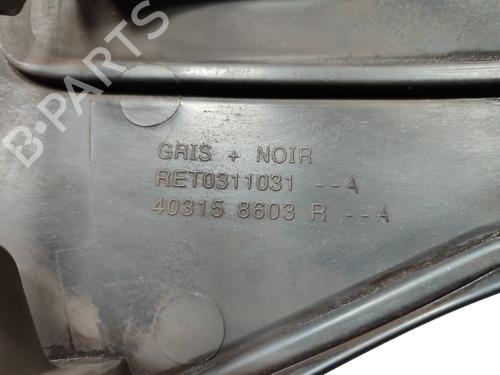 B-PARTS
GRIS + NOIR
RET0311031 --A
40315 8603 R --A